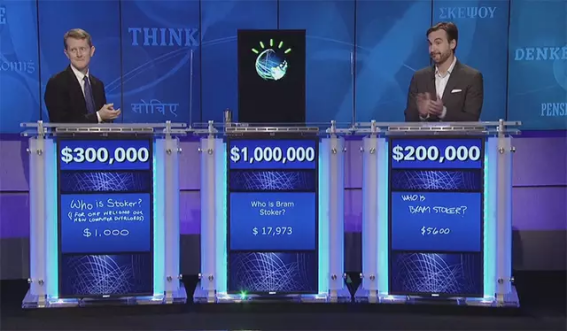 THINK
ΣΚΕΨΟΥ
DENKE
सोचिए
PENS
$300,000
$1,000,000
$200,000
Who is Stoker?
(I FOR ONE WELCOME OUR
NEW COMPUTER OVERLORDS)
$1,000
Who is Bram
Stoker?
$ 17,973
WHO IS
BRAM STOKER?
$5600